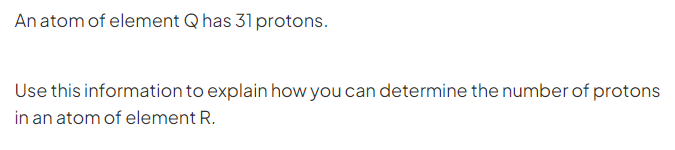 An atom of element Q has 31 protons.
Use this information to explain how you can determine the number of protons
in an atom of element R.